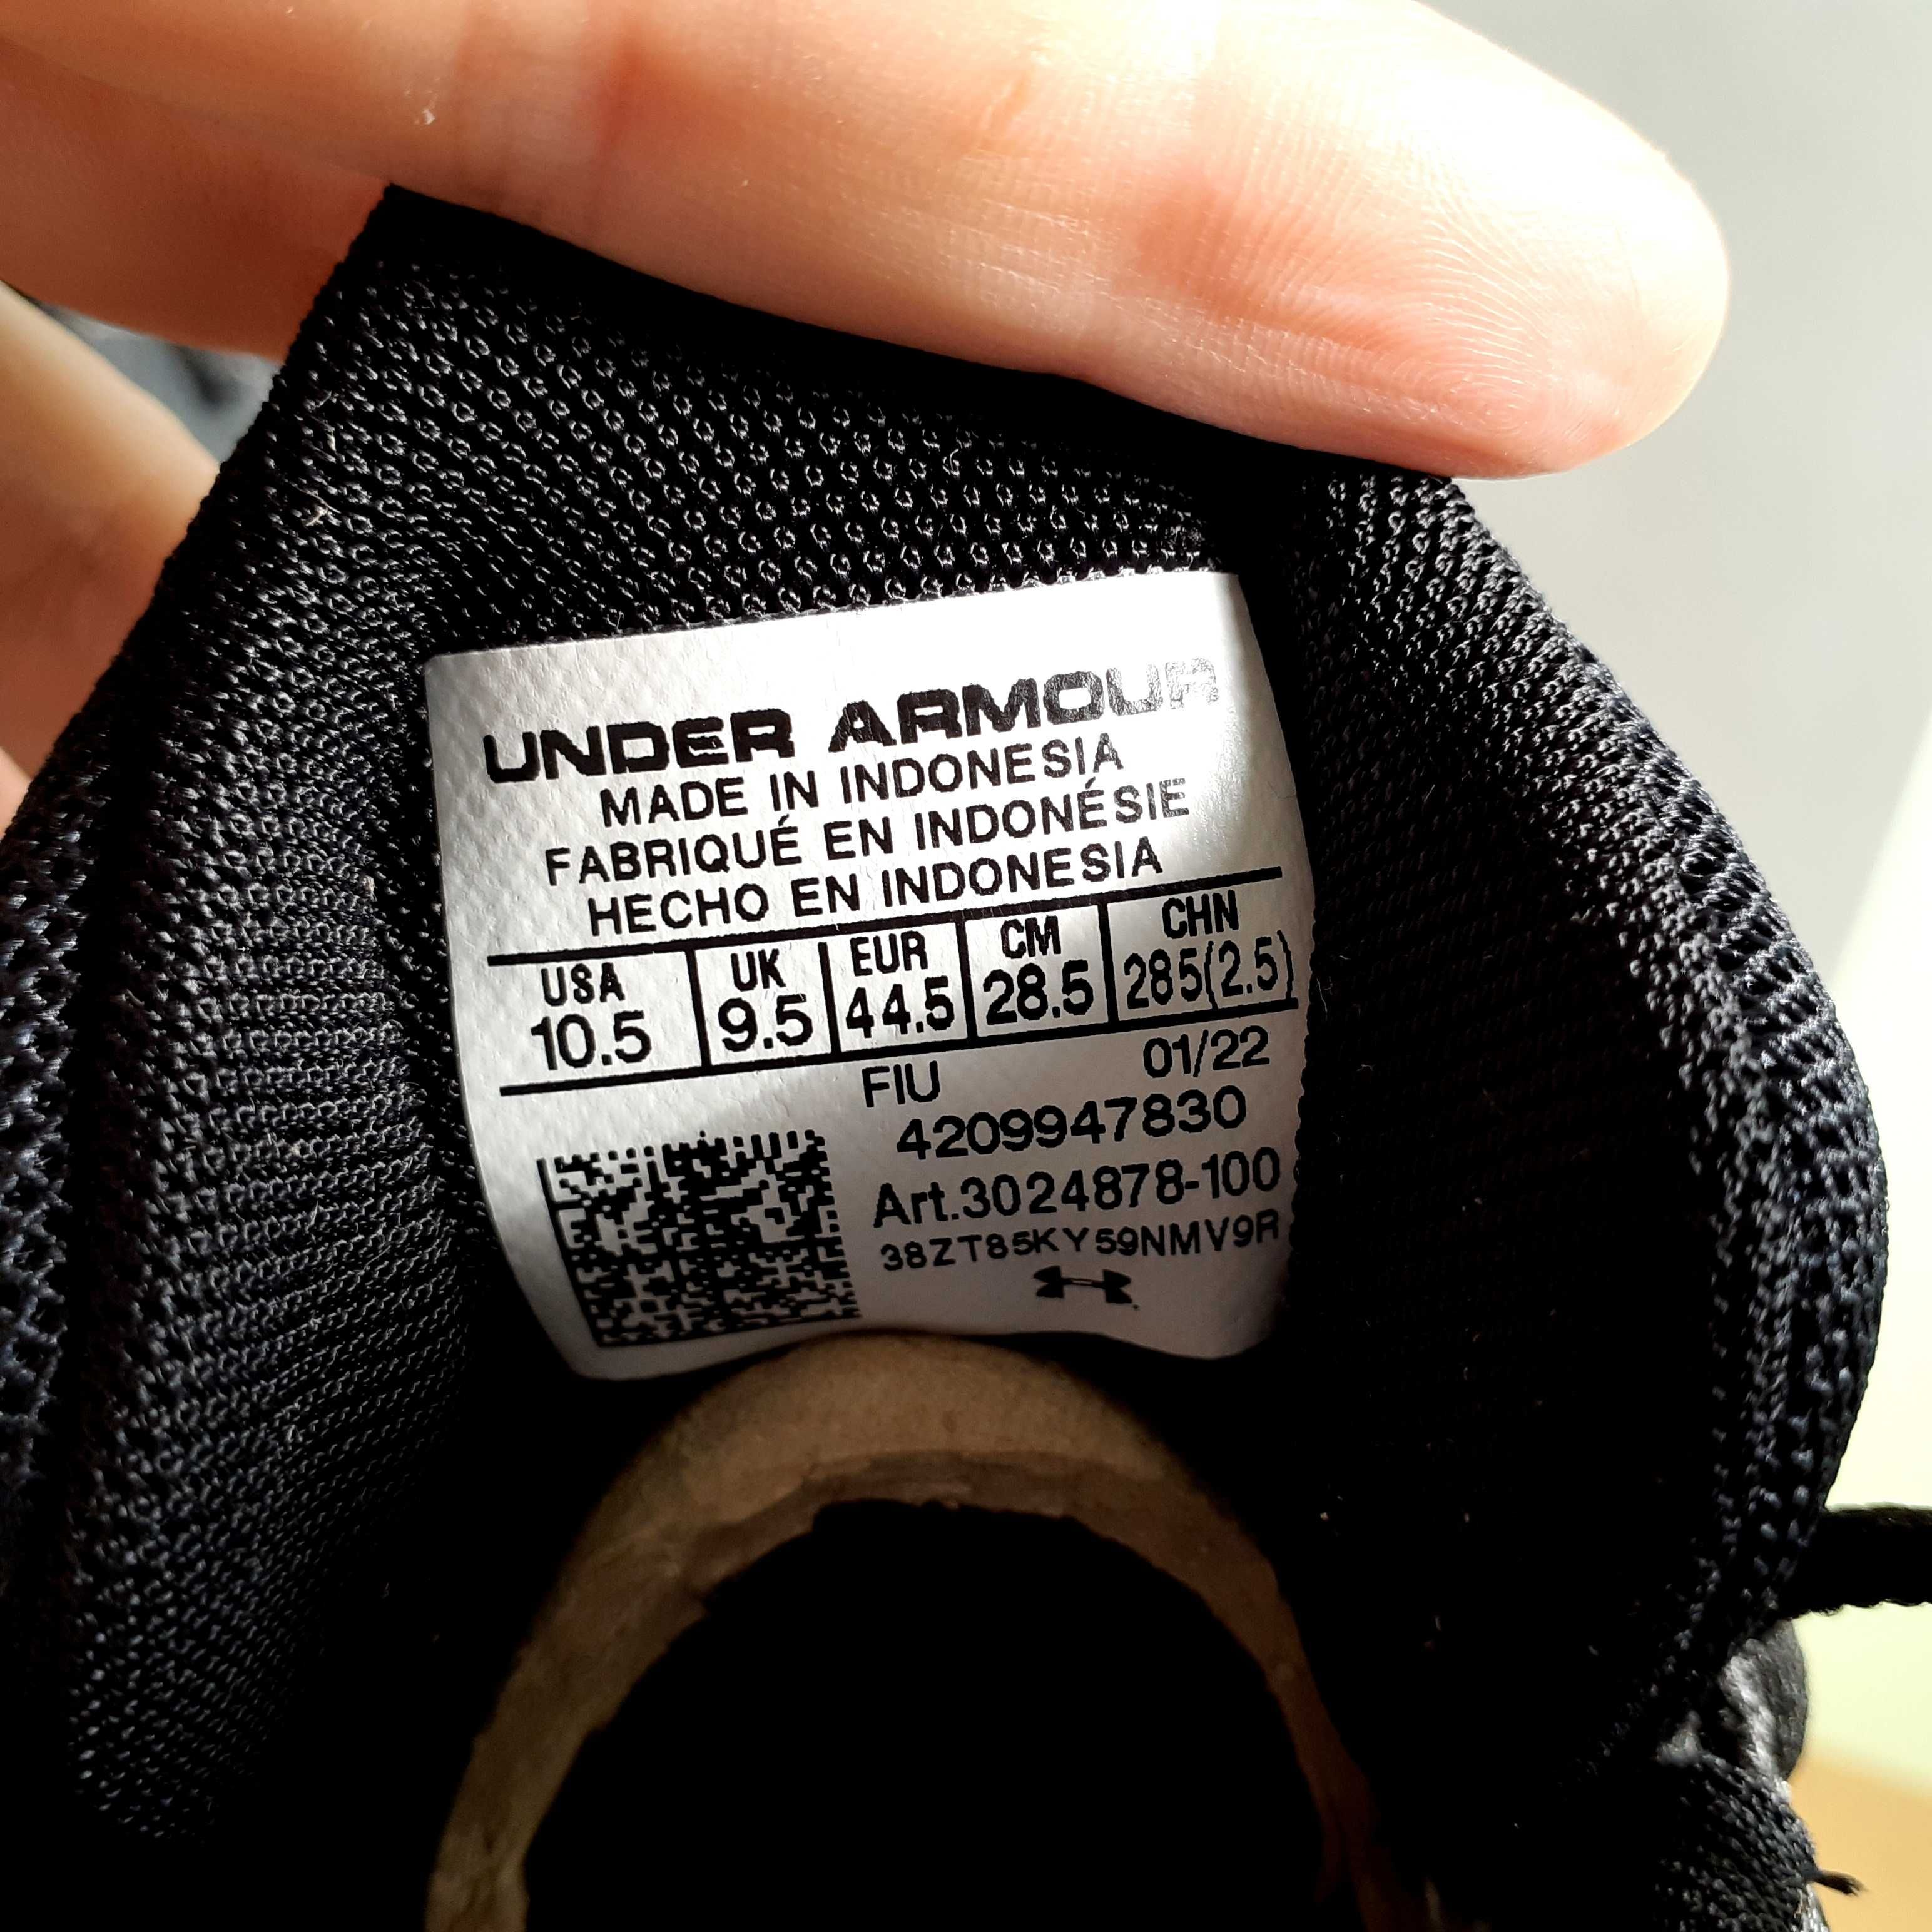 UNDER ARMOUR
MADE IN INDONESIA
FABRIQUÉ EN INDONÉSIE
HECHO EN INDONESIA
USA UK EUR CM CHN
10.5 9.5 44.5 28.5 285(2.5)
FIU 01/22
4209947830
Art.3024878-100
38ZT85KY59NMV9R